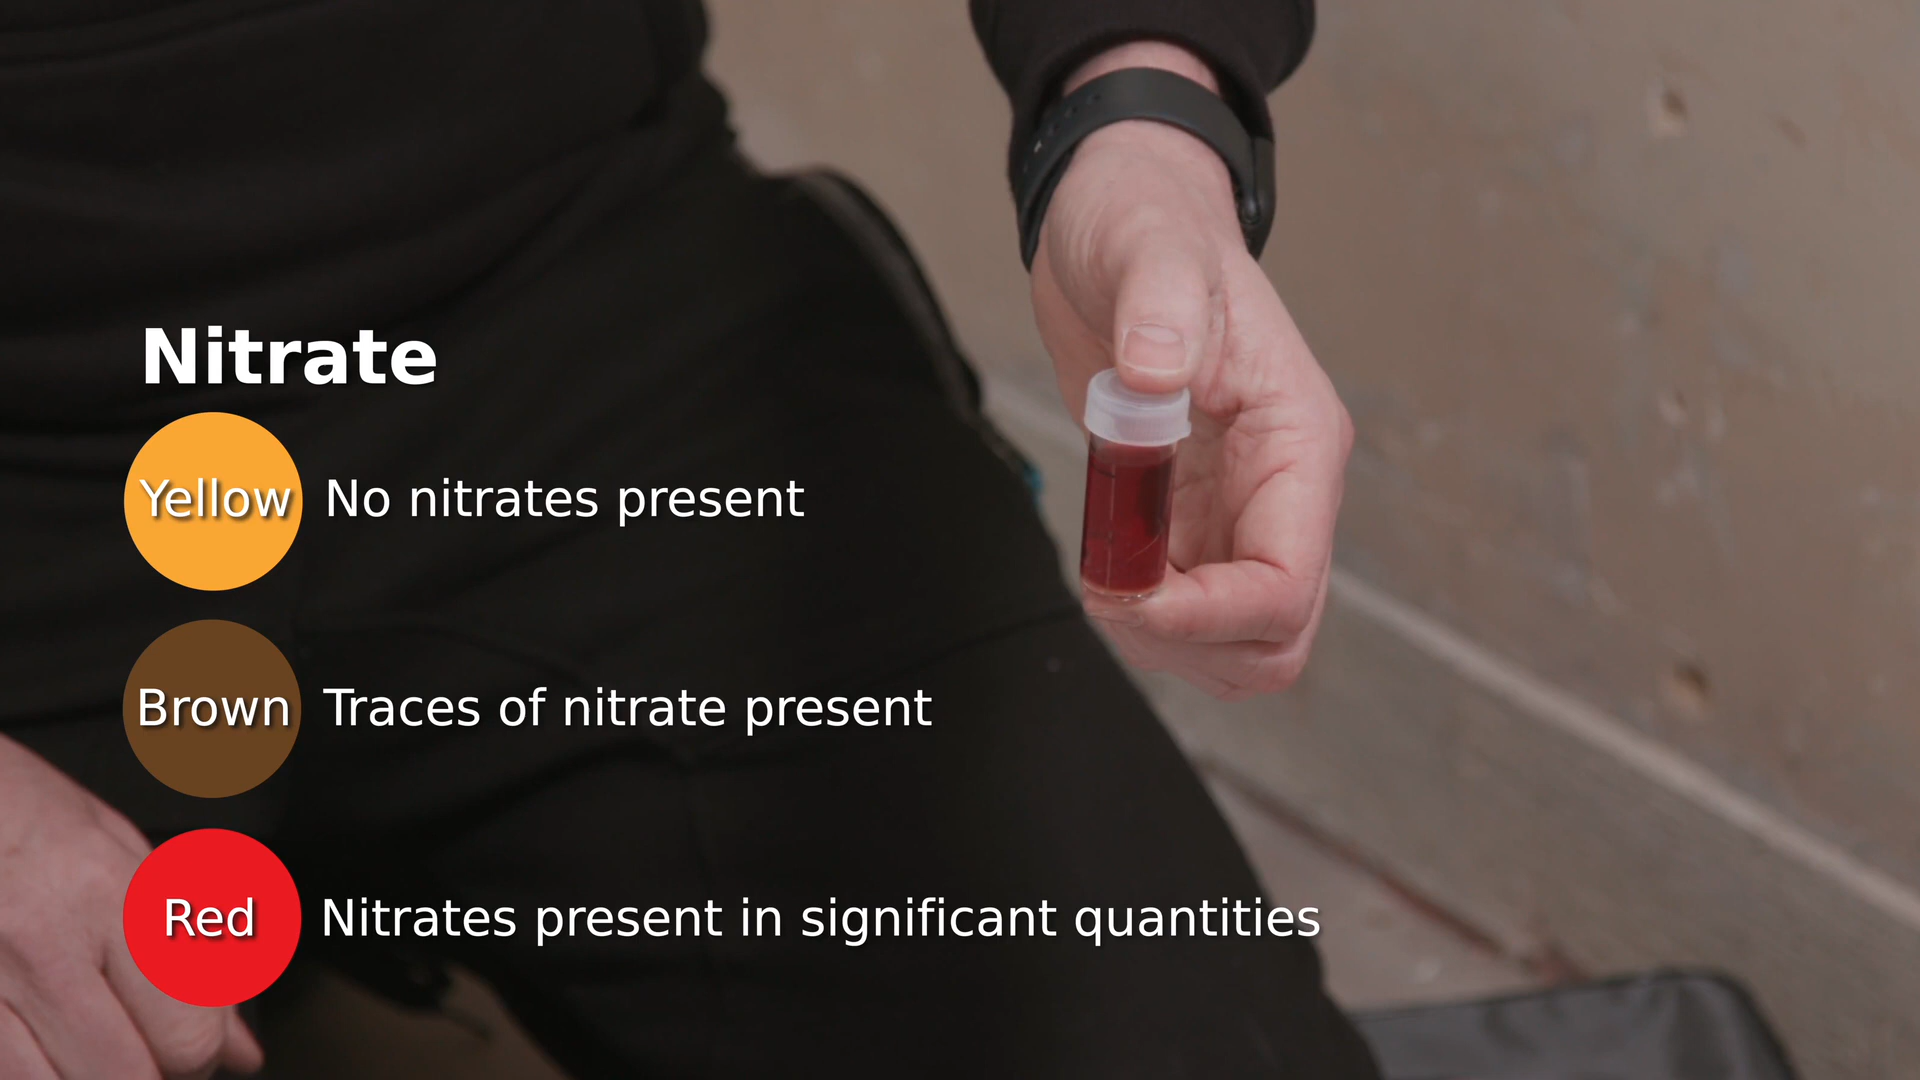 Nitrate
Yellow No nitrates present
Brown Traces of nitrate present
Red Nitrates present in significant quantities